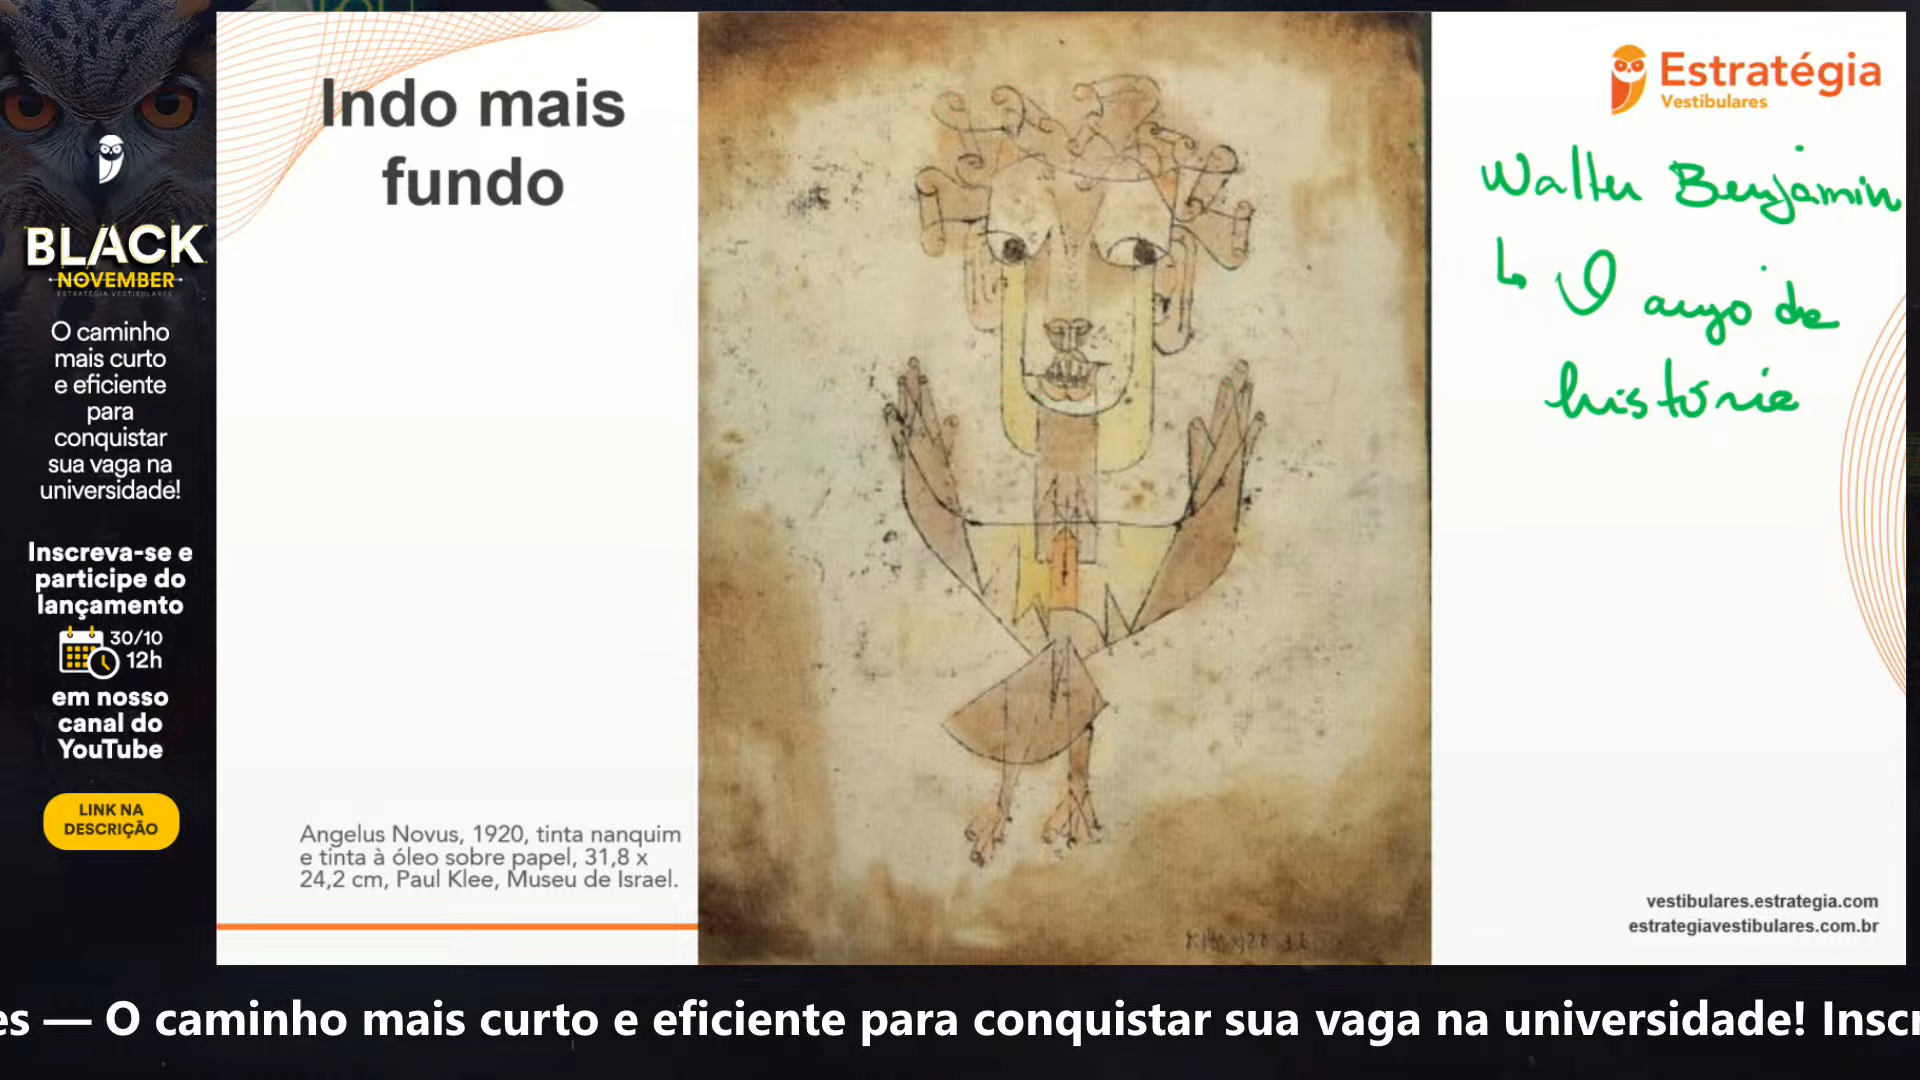 BLACK
NOVEMBER
ESTRATÉGIA VESTIBULARES
O caminho
mais curto
e eficiente
para
conquistar
sua vaga na
universidade!
Inscreva-se e
participe do
lançamento
30/10
12h
em nosso
canal do
YouTube
LINK NA
DESCRIÇÃO
Indo mais
fundo
Angelus Novus, 1920, tinta nanquim
e tinta à óleo sobre papel, 31,8 x
24,2 cm, Paul Klee, Museu de Israel.
Estratégia
Vestibulares
Walter Benjamin
↳ O anjo da
história
vestibulares.estrategia.com
estrategiavestibulares.com.br
es — O caminho mais curto e eficiente para conquistar sua vaga na universidade! Inscr